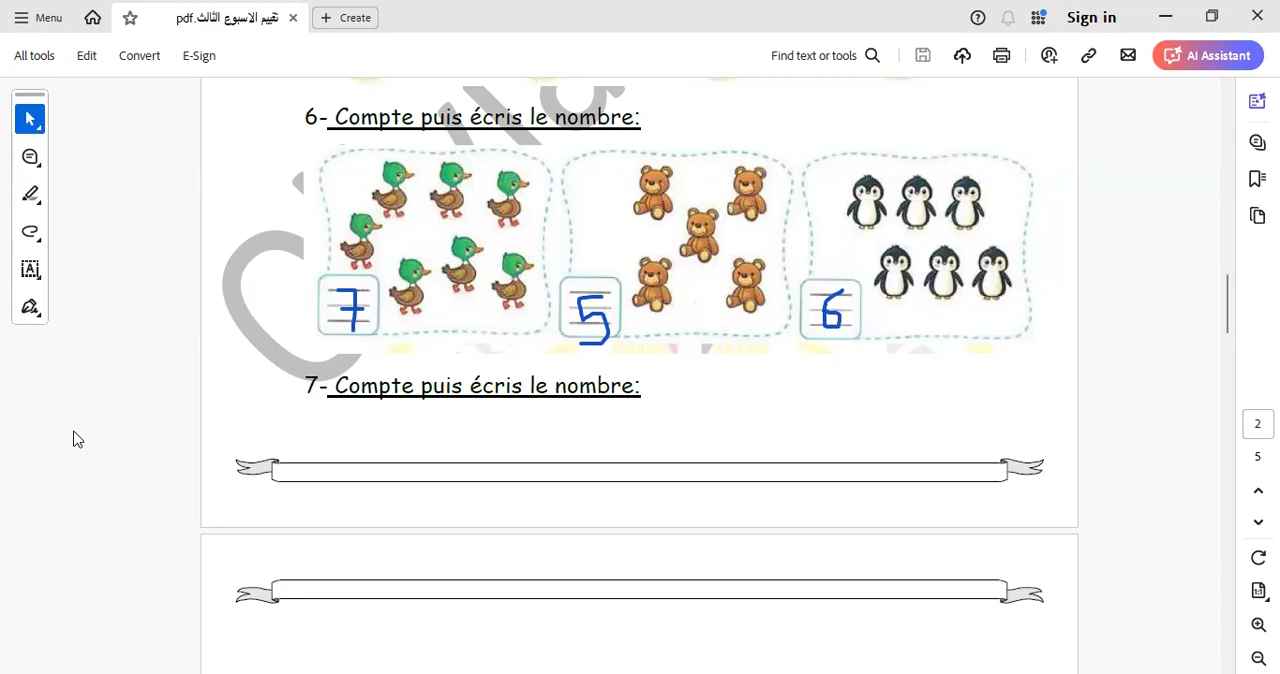 Menu
تقييم الاسبوع الثالث.pdf
Create
Sign in
All tools
Edit
Convert
E-Sign
Find text or tools
AI Assistant
6- Compte puis écris le nombre:
7
5
6
7- Compte puis écris le nombre:
2
5